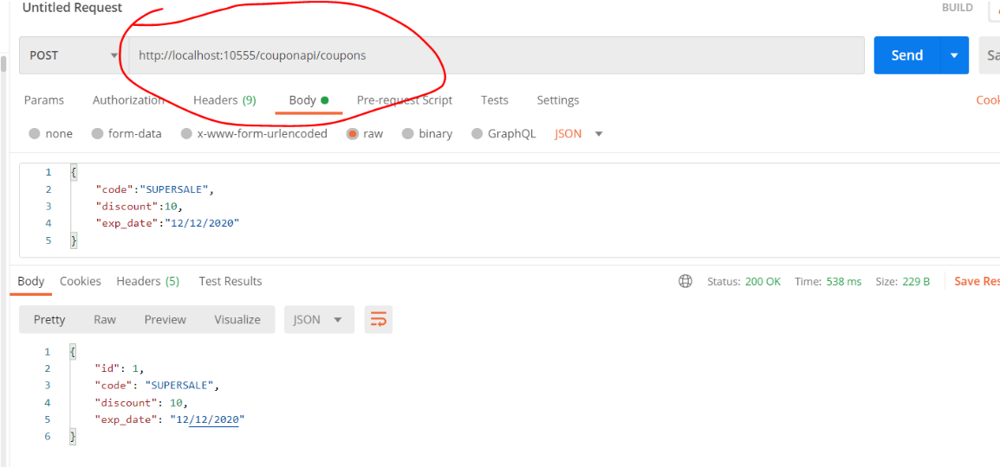 Untitled Request BUILD
POST http://localhost:10555/couponapi/coupons Send
Params Authorization Headers (9) Body Pre-request Script Tests Settings
none form-data x-www-form-urlencoded raw binary GraphQL JSON
1 {
2 "code":"SUPERSALE",
3 "discount":10,
4 "exp_date":"12/12/2020"
5 }
Body Cookies Headers (5) Test Results Status: 200 OK Time: 538 ms Size: 229 B
Pretty Raw Preview Visualize JSON
1 {
2 "id": 1,
3 "code": "SUPERSALE",
4 "discount": 10,
5 "exp_date": "12/12/2020"
6 }